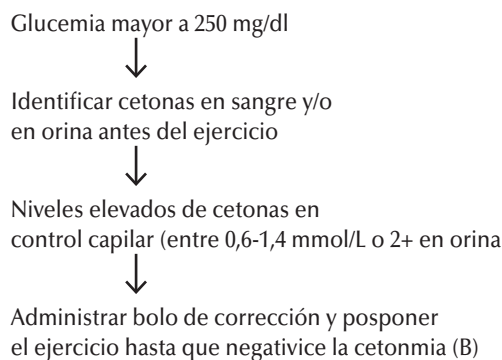 Glucemia mayor a 250 mg/dl
Identificar cetonas en sangre y/o
en orina antes del ejercicio
Niveles elevados de cetonas en
control capilar (entre 0,6-1,4 mmol/L o 2+ en orina
Administrar bolo de corrección y posponer
el ejercicio hasta que negativice la cetonmia (B)